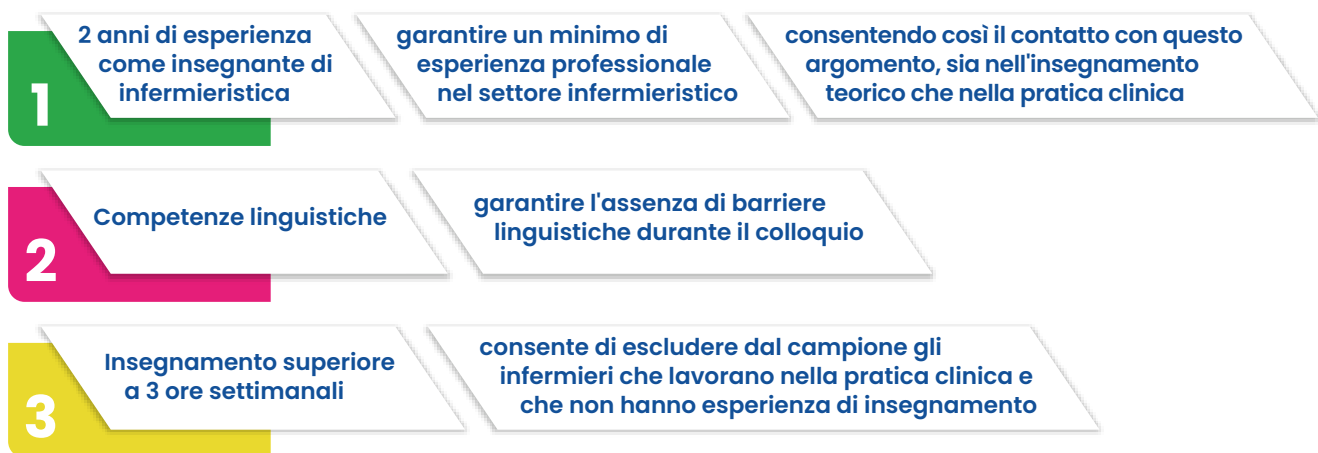 1
2 anni di esperienza
come insegnante di
infermieristica
garantire un minimo di
esperienza professionale
nel settore infermieristico
consentendo così il contatto con questo
argomento, sia nell'insegnamento
teorico che nella pratica clinica
2
Competenze linguistiche
garantire l'assenza di barriere
linguistiche durante il colloquio
3
Insegnamento superiore
a 3 ore settimanali
consente di escludere dal campione gli
infermieri che lavorano nella pratica clinica e
che non hanno esperienza di insegnamento